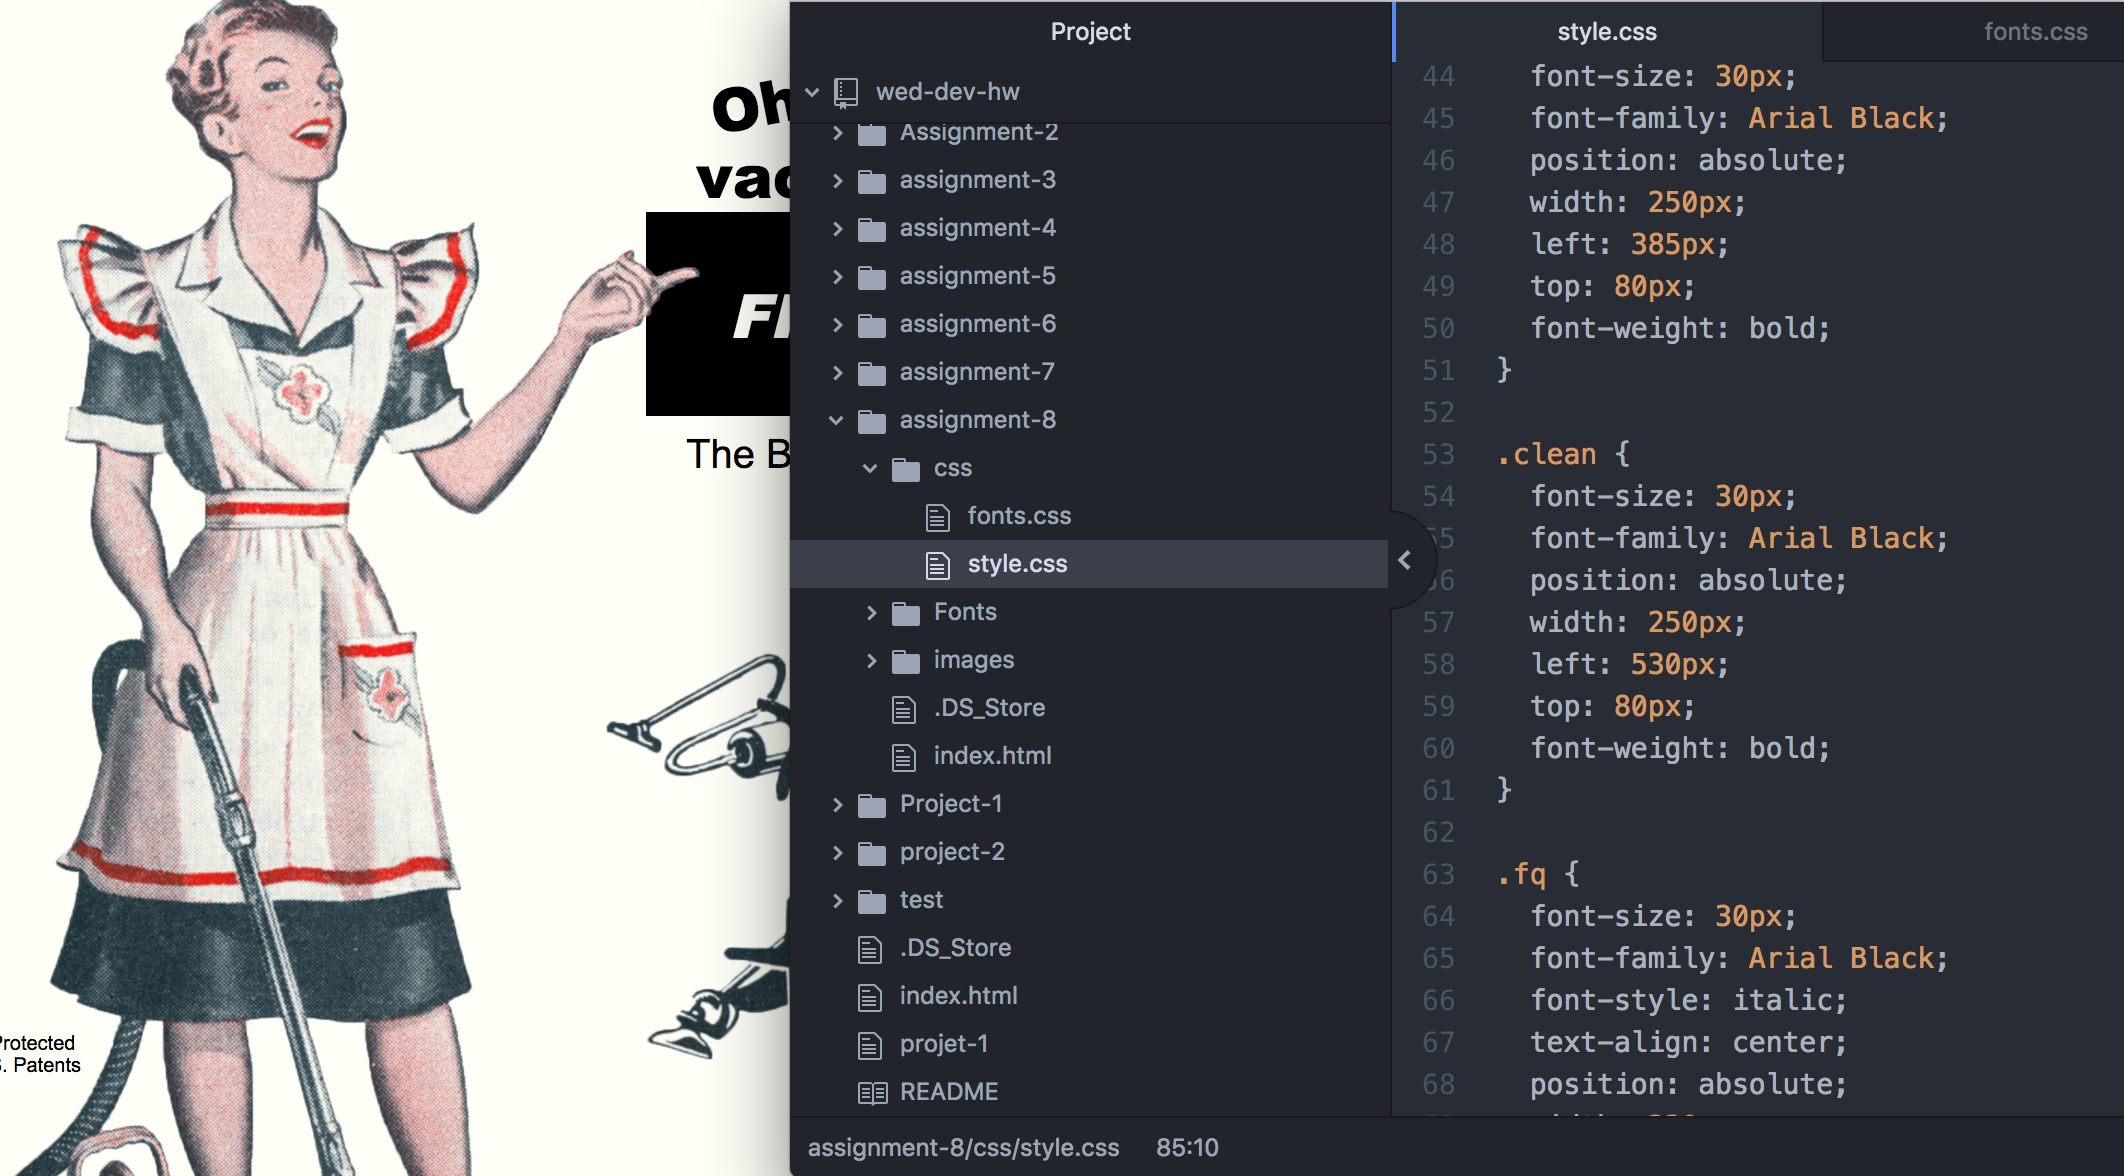 Oh
vac
FI
The B
rotected
. Patents
Project
wed-dev-hw
Assignment-2
assignment-3
assignment-4
assignment-5
assignment-6
assignment-7
assignment-8
css
fonts.css
style.css
Fonts
images
.DS_Store
index.html
Project-1
project-2
test
.DS_Store
index.html
projet-1
README
assignment-8/css/style.css 85:10
style.css fonts.css
44 font-size: 30px;
45 font-family: Arial Black;
46 position: absolute;
47 width: 250px;
48 left: 385px;
49 top: 80px;
50 font-weight: bold;
51 }
52
53 .clean {
54 font-size: 30px;
55 font-family: Arial Black;
56 position: absolute;
57 width: 250px;
58 left: 530px;
59 top: 80px;
60 font-weight: bold;
61 }
62
63 .fq {
64 font-size: 30px;
65 font-family: Arial Black;
66 font-style: italic;
67 text-align: center;
68 position: absolute;